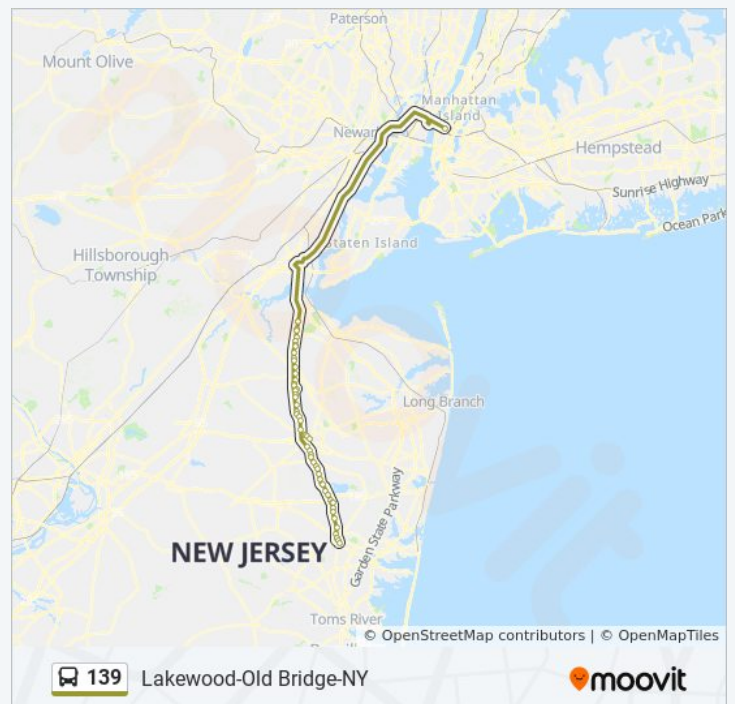 Paterson
Mount Olive
Manhattan
Island
Newar
Hempstead
Sunrise Highway
Ocean Park
Staten Island
Hillsborough
Township
Long Branch
Garden State Parkway
NEW JERSEY
Toms River
© OpenStreetMap contributors | © OpenMapTiles
139 Lakewood-Old Bridge-NY
moovit